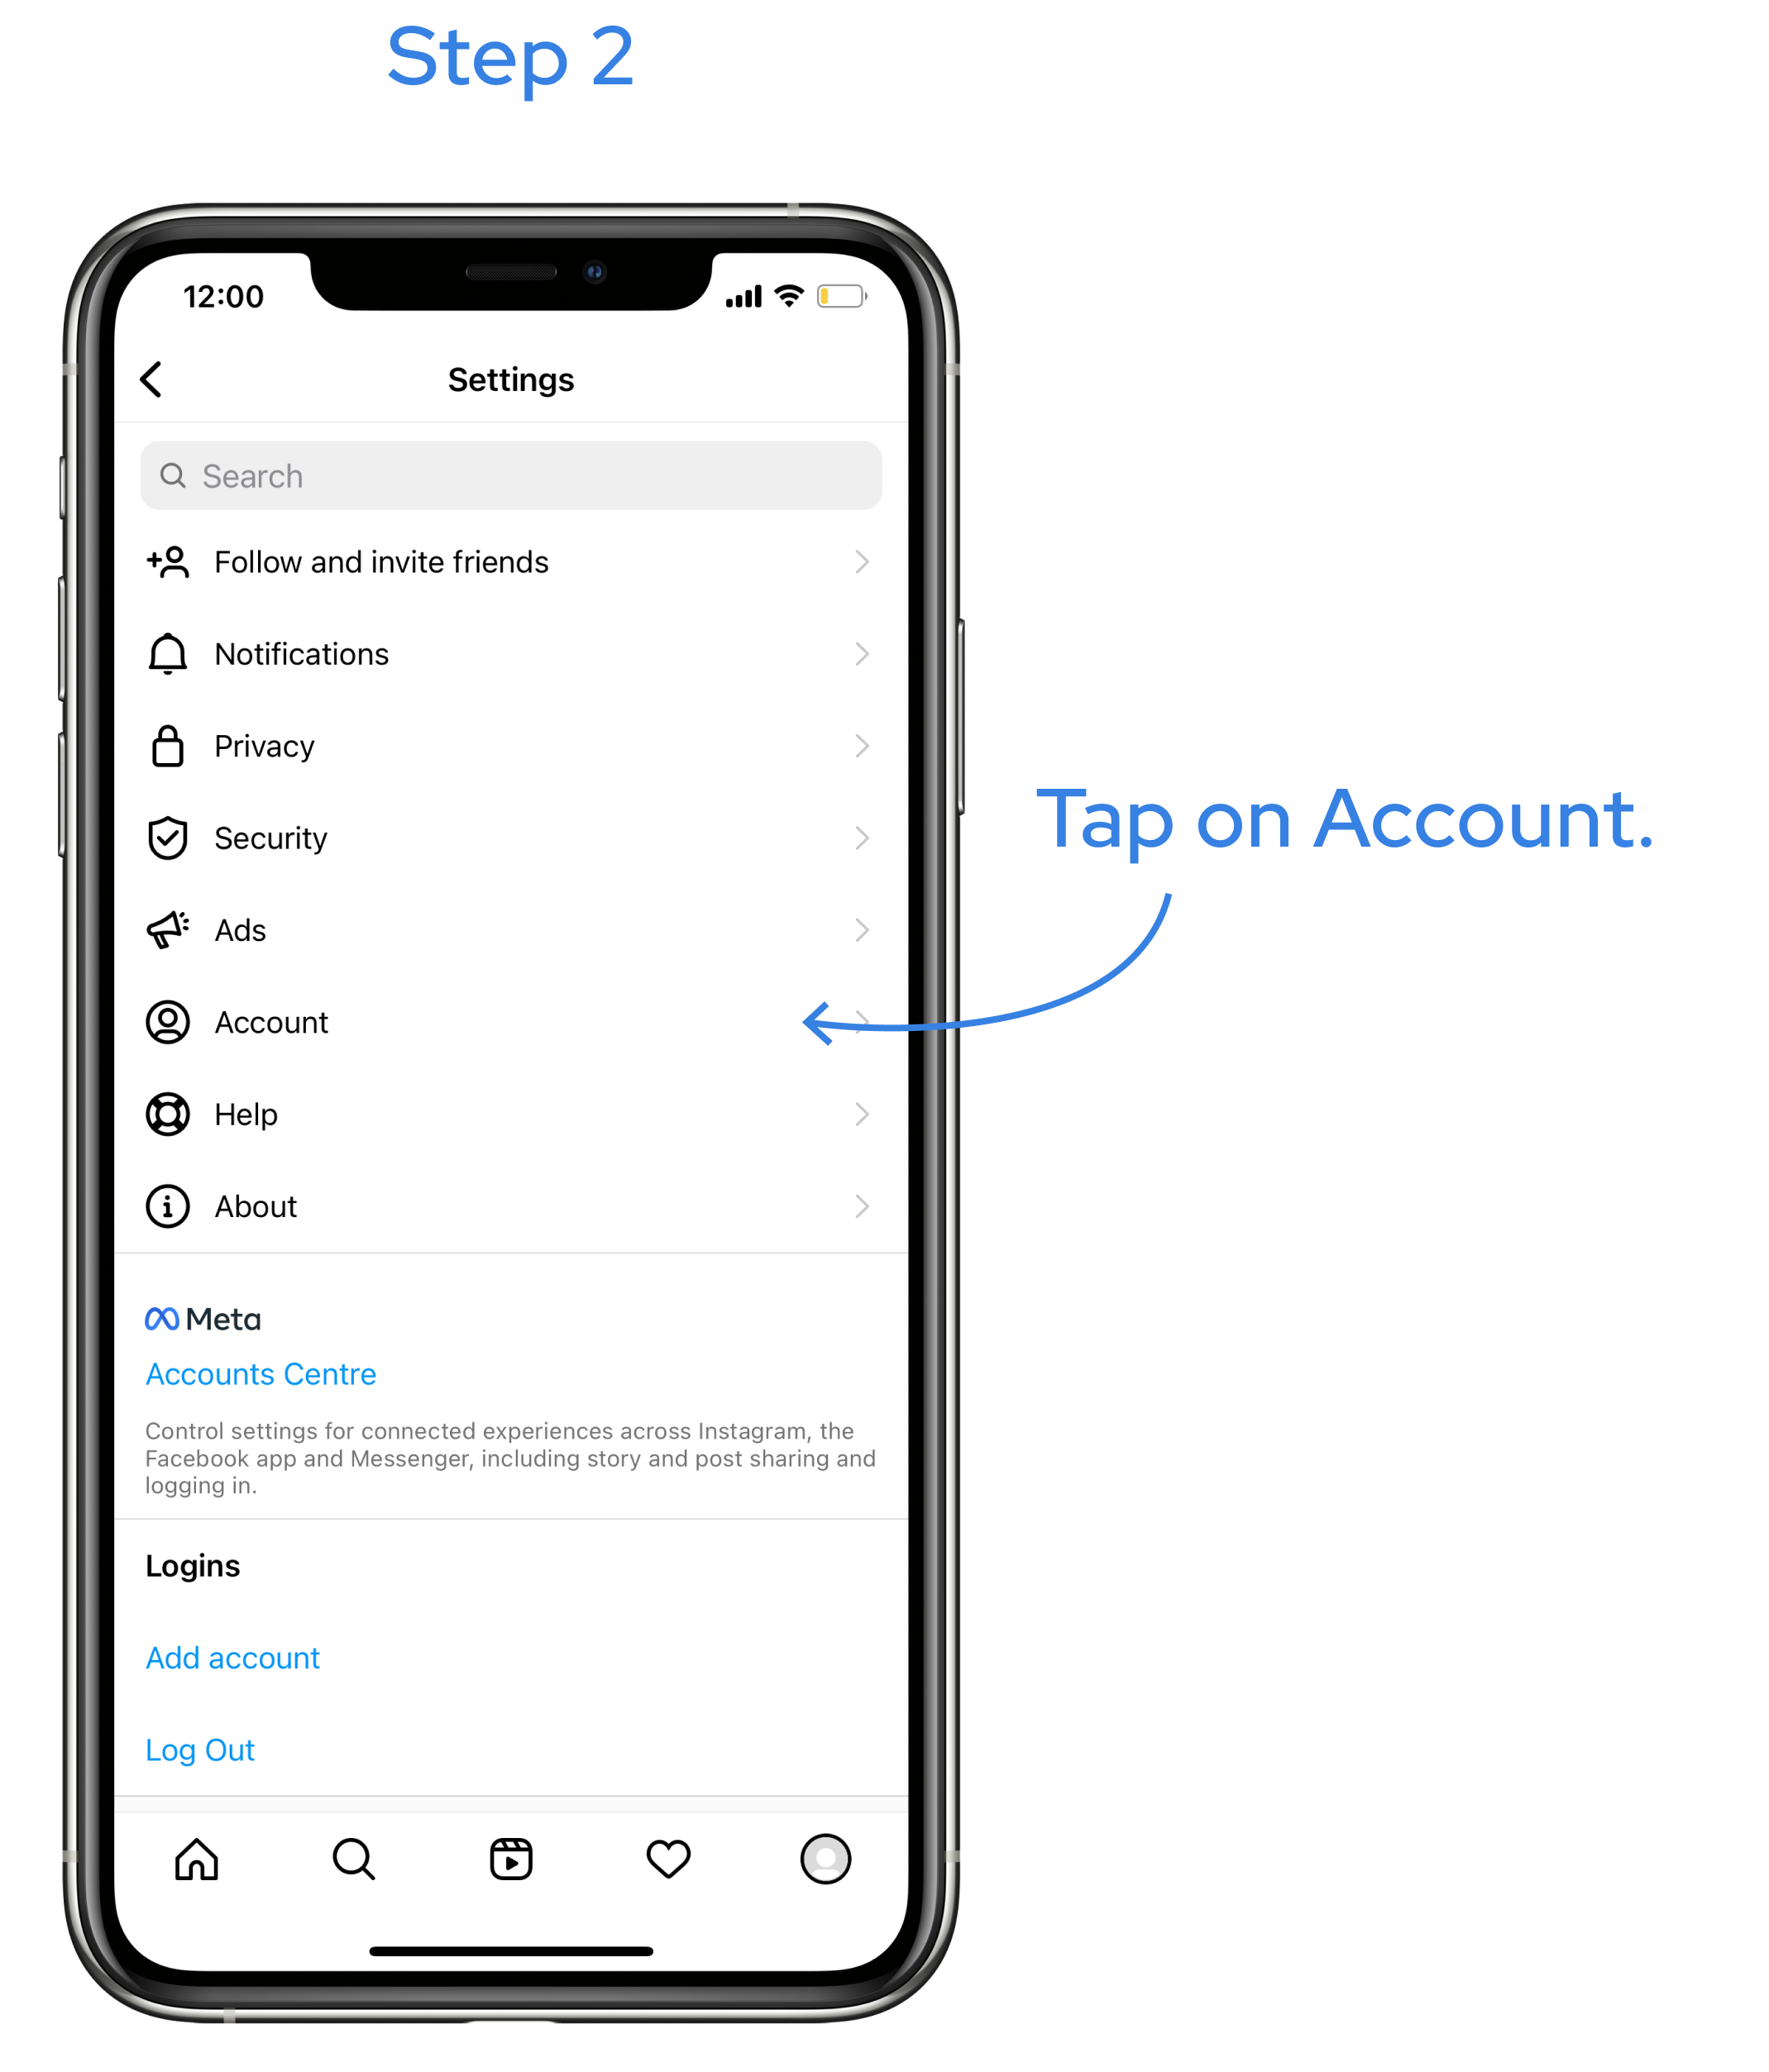 Step 2
12:00
Settings
Search
Follow and invite friends
Notifications
Privacy
Security
Tap on Account.
Ads
Account
Help
About
Meta
Accounts Centre
Control settings for connected experiences across Instagram, the
Facebook app and Messenger, including story and post sharing and
logging in.
Logins
Add account
Log Out